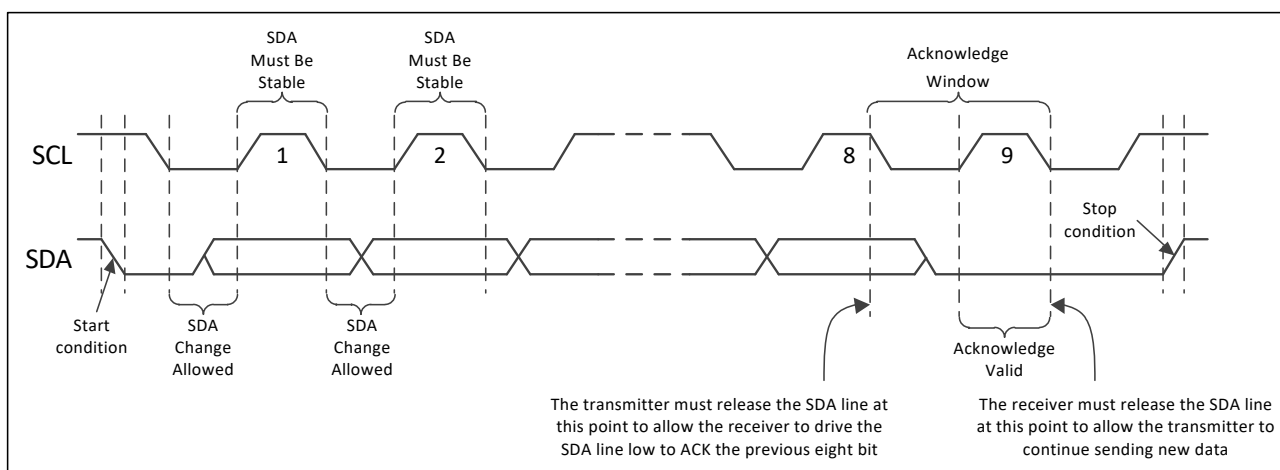 SDA
Must Be
Stable
SDA
Must Be
Stable
Acknowledge
Window
SCL
1
2
8
9
SDA
Stop
condition
Start
condition
SDA
Change
Allowed
SDA
Change
Allowed
Acknowledge
Valid
The transmitter must release the SDA line at
this point to allow the receiver to drive the
SDA line low to ACK the previous eight bit
The receiver must release the SDA line
at this point to allow the transmitter to
continue sending new data